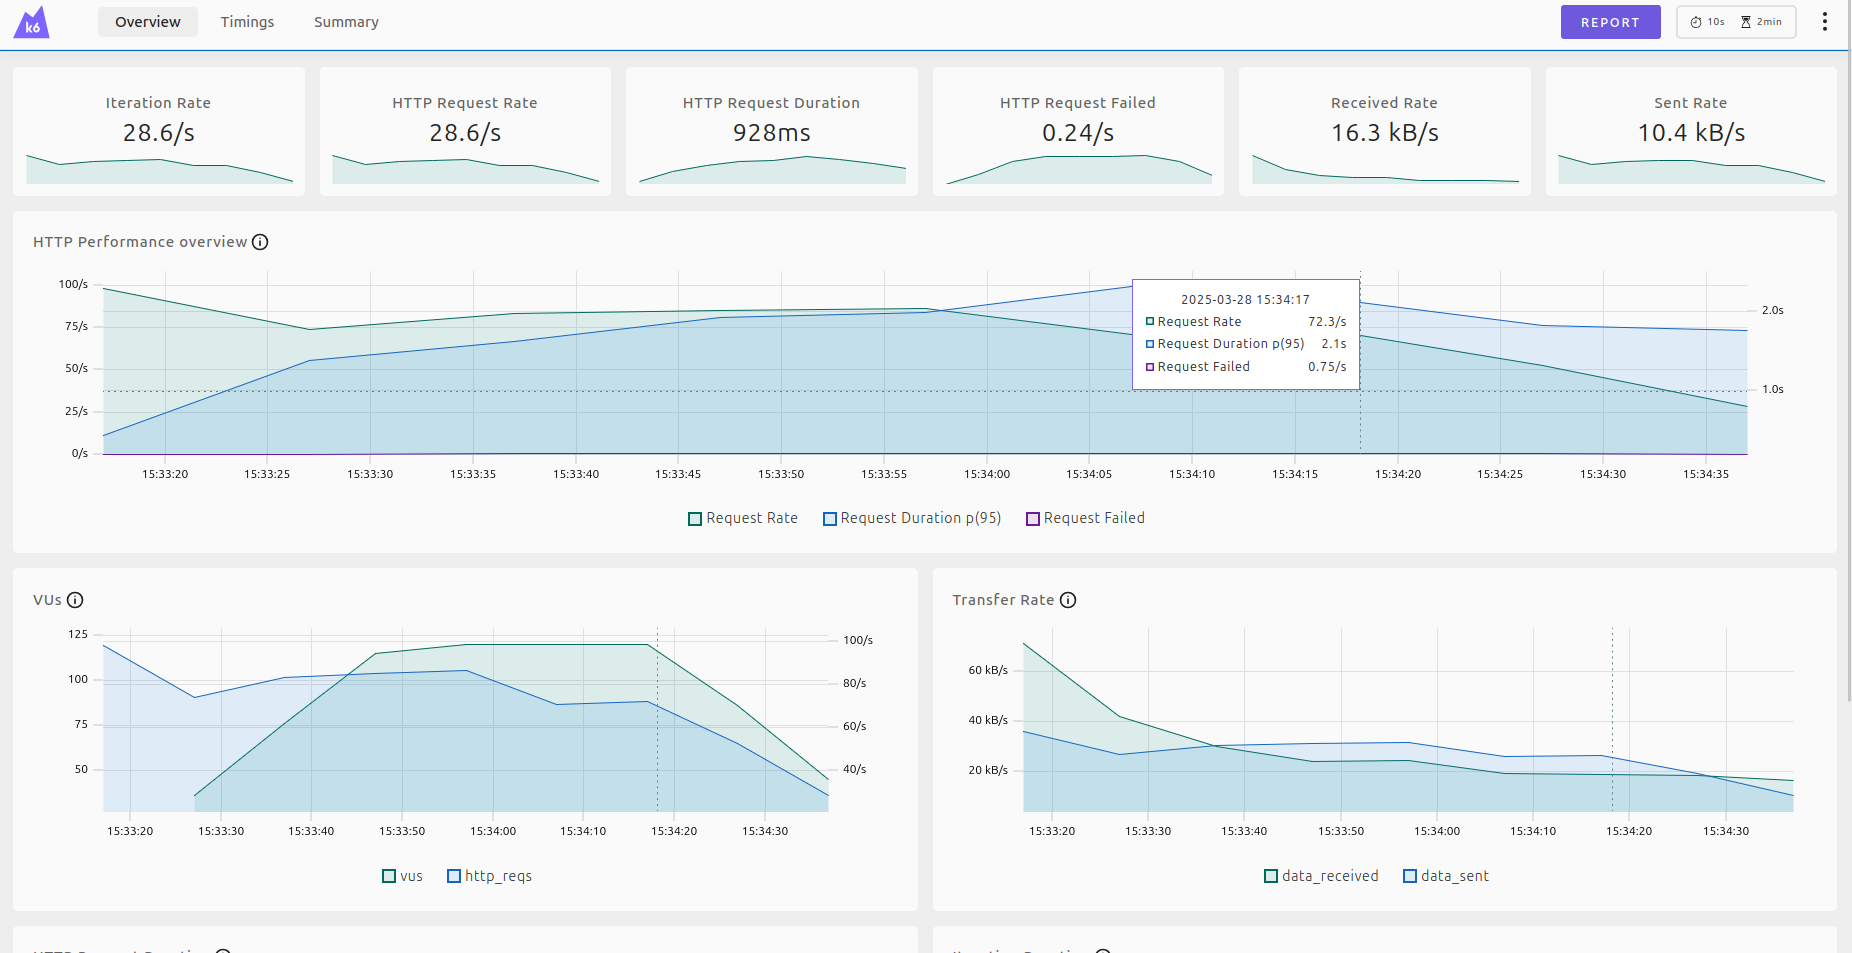 k6
Overview Timings Summary
REPORT
10s 2min
Iteration Rate
28.6/s
HTTP Request Rate
28.6/s
HTTP Request Duration
928ms
HTTP Request Failed
0.24/s
Received Rate
16.3 kB/s
Sent Rate
10.4 kB/s
HTTP Performance overview
100/s
75/s
50/s
25/s
0/s
2.0s
1.0s
2025-03-28 15:34:17
Request Rate 72.3/s
Request Duration p(95) 2.1s
Request Failed 0.75/s
15:33:20 15:33:25 15:33:30 15:33:35 15:33:40 15:33:45 15:33:50 15:33:55 15:34:00 15:34:05 15:34:10 15:34:15 15:34:20 15:34:25 15:34:30 15:34:35
Request Rate Request Duration p(95) Request Failed
VUs
125
100
75
50
100/s
80/s
60/s
40/s
15:33:20 15:33:30 15:33:40 15:33:50 15:34:00 15:34:10 15:34:20 15:34:30
vus http_reqs
Transfer Rate
60 kB/s
40 kB/s
20 kB/s
15:33:20 15:33:30 15:33:40 15:33:50 15:34:00 15:34:10 15:34:20 15:34:30
data_received data_sent